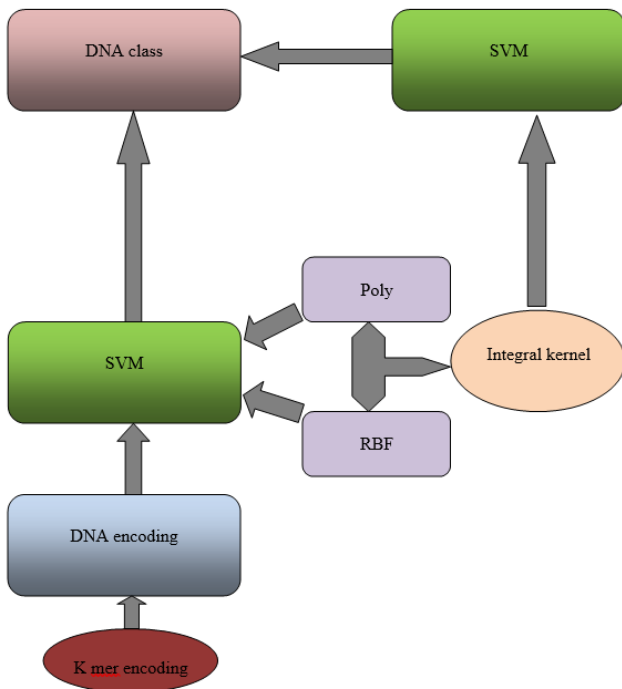 DNA class
SVM
Poly
SVM
Integral kernel
RBF
DNA encoding
K mer encoding